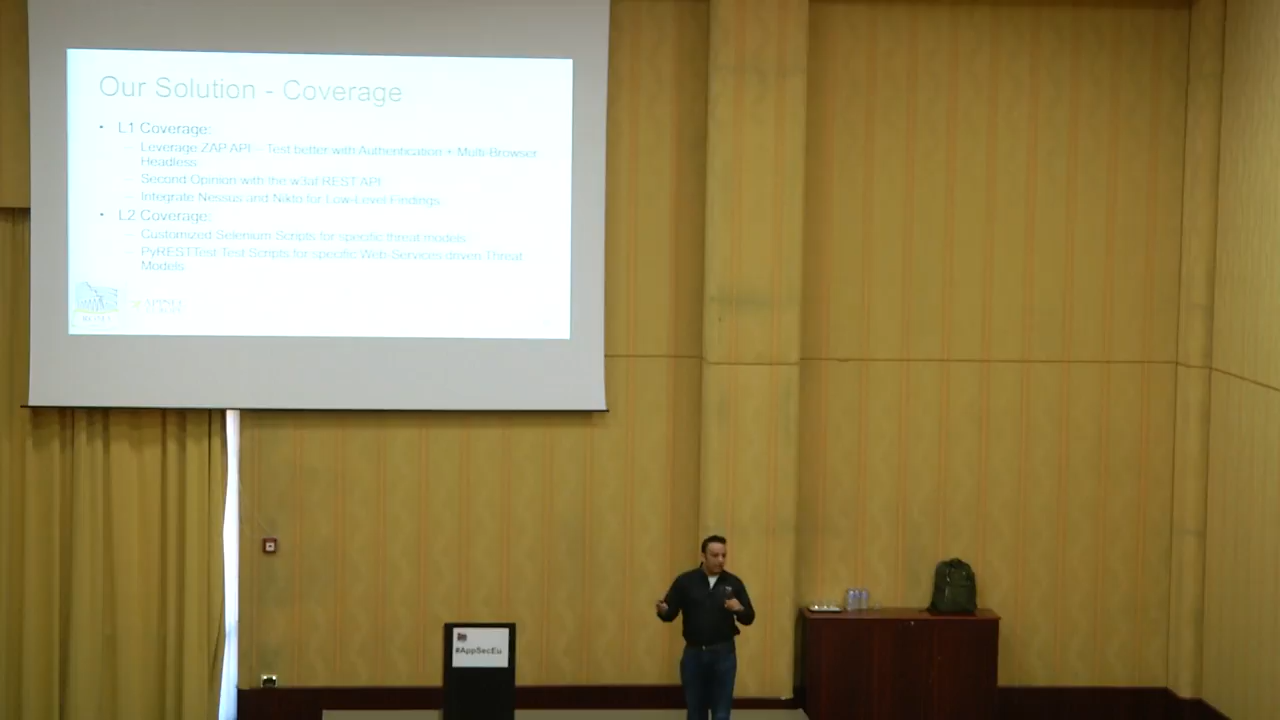 Our Solution - Coverage
• L1 Coverage:
– Leverage ZAP API – Test better with Authentication + Multi-Browser
Headless
– Second Opinion with the w3af REST API
– Integrate Nessus and Nikto for Low-Level Findings
• L2 Coverage:
– Customized Selenium Scripts for specific threat models
– PyRESTTest Test Scripts for specific Web-Services driven Threat
Models
#AppSecEu